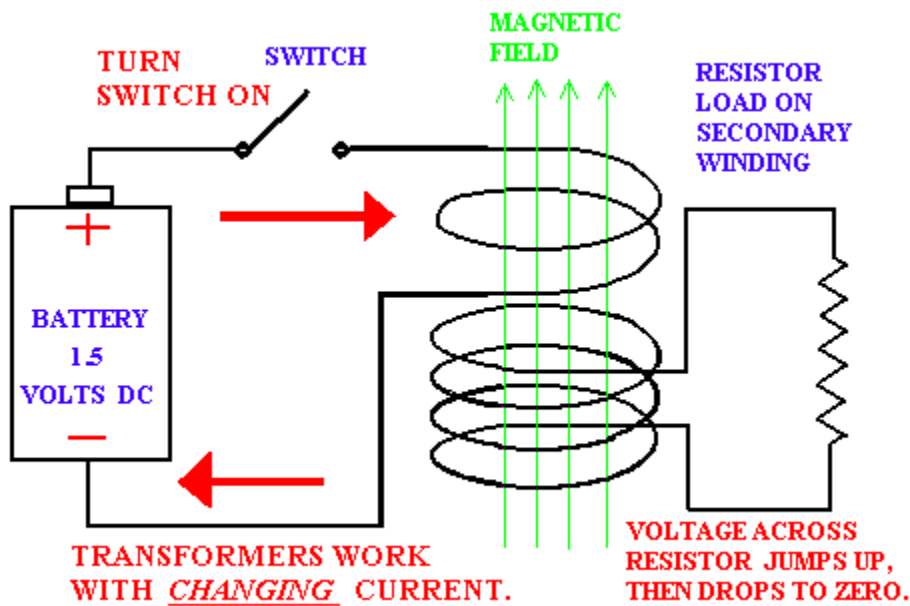 TURN
SWITCH ON
SWITCH
MAGNETIC
FIELD
RESISTOR
LOAD ON
SECONDARY
WINDING
+
BATTERY
1.5
VOLTS DC
−
TRANSFORMERS WORK
WITH CHANGING CURRENT.
VOLTAGE ACROSS
RESISTOR JUMPS UP,
THEN DROPS TO ZERO.